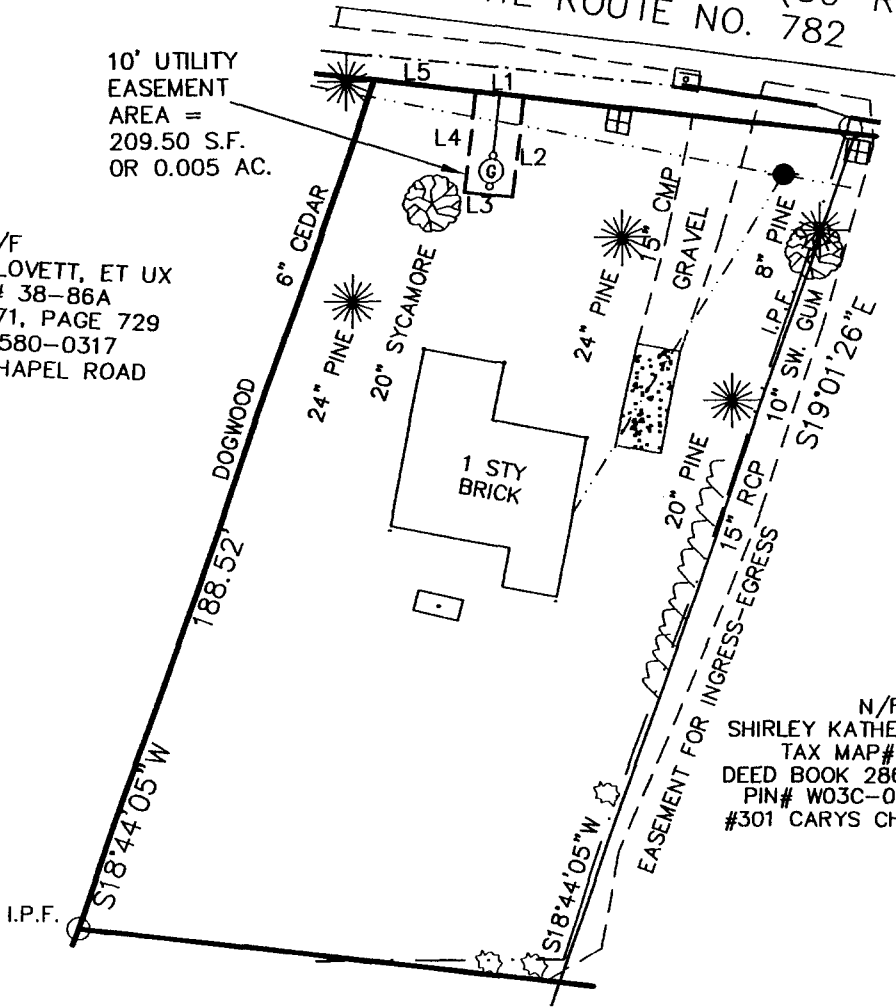 ROUTE NO. 782
10' UTILITY
EASEMENT
AREA =
209.50 S.F.
OR 0.005 AC.
L5
L1
L4
L2
L3
G
/F
LOVETT, ET UX
# 38-86A
71, PAGE 729
580-0317
HAPEL ROAD
6" CEDAR
DOGWOOD
24" PINE
20" SYCAMORE
24" PINE
15" CMP
GRAVEL
8" PINE
I.P.F.
10" SW. GUM
S19°01'26"E
20" PINE
15" RCP
1 STY
BRICK
188.52'
S18°44'05"W
EASEMENT FOR INGRESS-EGRESS
S18°44'05"W
I.P.F.
N/F
SHIRLEY KATHE
TAX MAP#
DEED BOOK 286
PIN# W03C-0
#301 CARYS CH